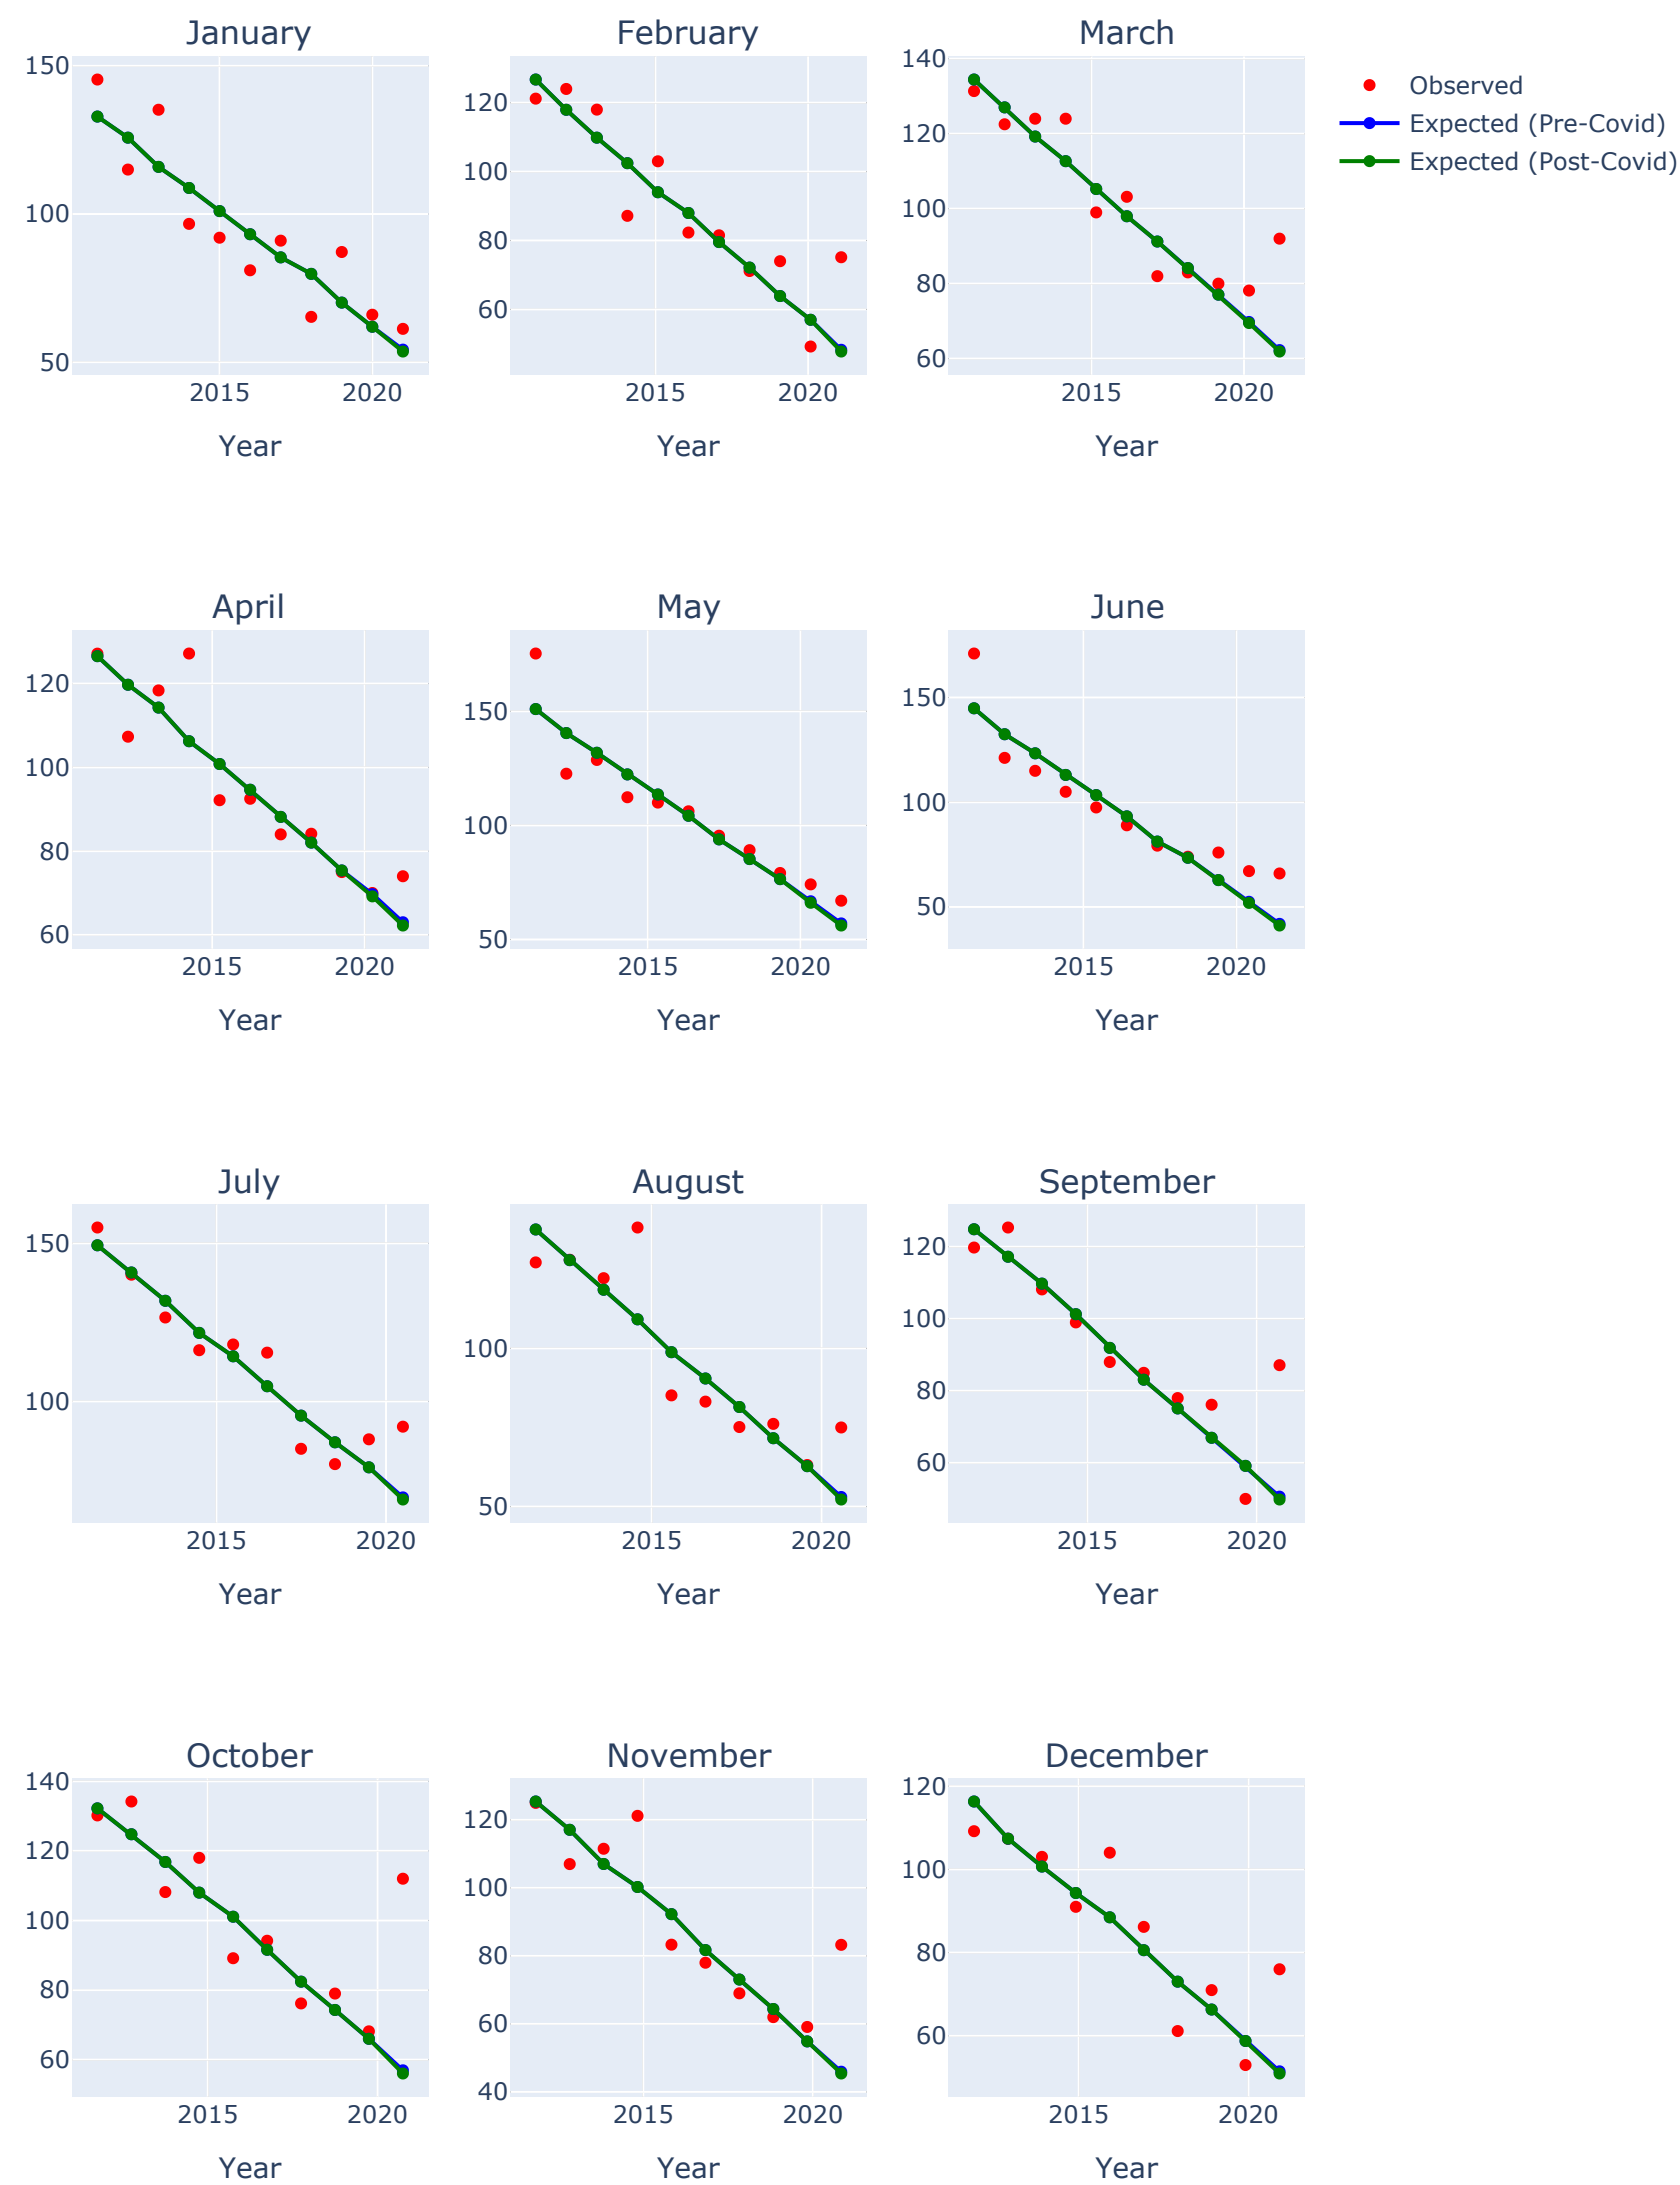 January
February
March
150
100
50
2015
2020
Year
120
100
80
60
2015
2020
Year
140
120
100
80
60
2015
2020
Year
Observed
Expected (Pre-Covid)
Expected (Post-Covid)
April
May
June
120
100
80
60
2015
2020
Year
150
100
50
2015
2020
Year
150
100
50
2015
2020
Year
July
August
September
150
100
2015
2020
Year
100
50
2015
2020
Year
120
100
80
60
2015
2020
Year
October
November
December
140
120
100
80
60
2015
2020
Year
120
100
80
60
40
2015
2020
Year
120
100
80
60
2015
2020
Year